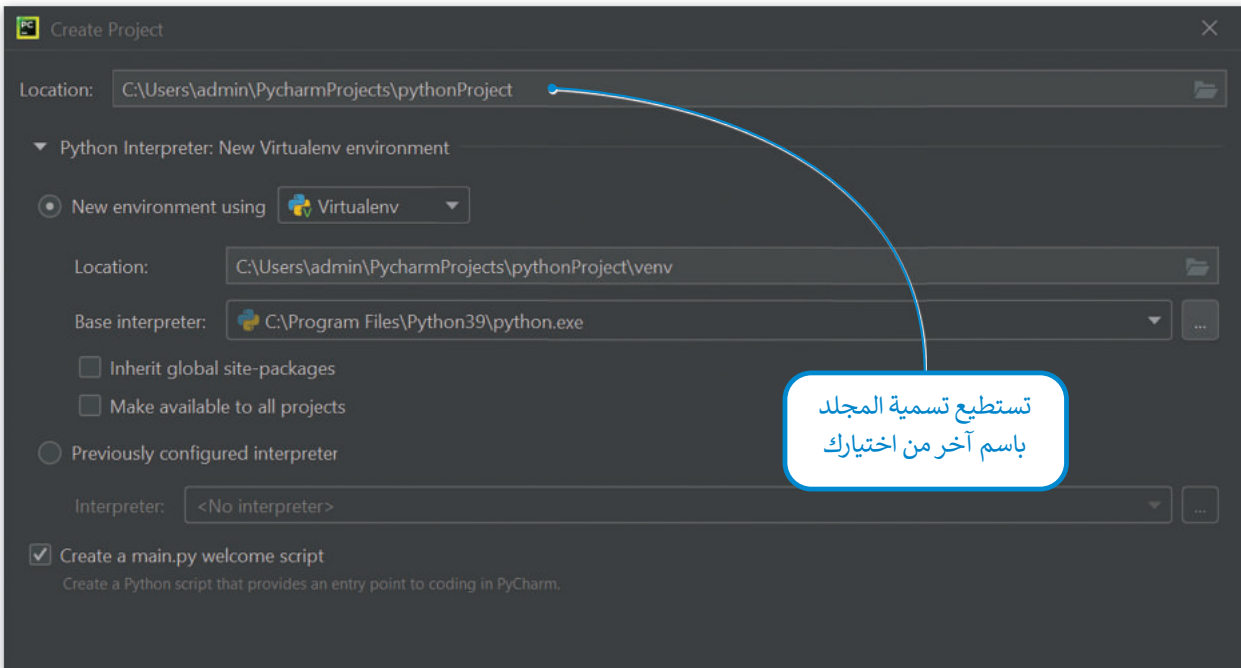 Create Project
Location: C:\Users\admin\PycharmProjects\pythonProject
Python Interpreter: New Virtualenv environment
New environment using Virtualenv
Location: C:\Users\admin\PycharmProjects\pythonProject\venv
Base interpreter: C:\Program Files\Python39\python.exe ...
Inherit global site-packages
Make available to all projects
تستطيع تسمية المجلد
باسم آخر من اختيارك
Previously configured interpreter
Interpreter: <No interpreter> ...
Create a main.py welcome script
Create a Python script that provides an entry point to coding in PyCharm.